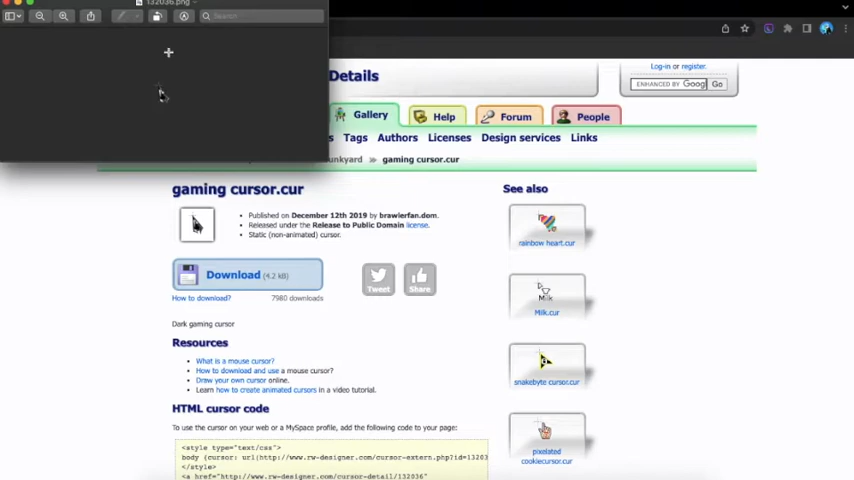 132036.png
Search
Details
Log-in or register.
ENHANCED BY Goog
Go
Gallery
Help
Forum
People
Tags
Authors
Licenses
Design services
Links
unkyard
gaming cursor.cur
gaming cursor.cur
Published on December 12th 2019 by brawierfan.dom.
Released under the Release to Public Domain license.
Static (non-animated) cursor.
Download (4.2 kB)
Tweet
Share
How to download?
7980 downloads
Dark gaming cursor
Resources
What is a mouse cursor?
How to download and use a mouse cursor?
Draw your own cursor online.
Learn how to create animated cursors in a video tutorial.
HTML cursor code
To use the cursor on your web or a MySpace profile, add the following code to your page:
<style type="text/css">
body {cursor: url(http://www.rw-designer.com/cursor-extern.php?id=13203
</style>
<a href="http://www.rw-designer.com/cursor-detail/132036"
See also
rainbow heart.cur
Milk
Milk.cur
snakebyte cursor.cur
pixelated
cookiecursor.cur